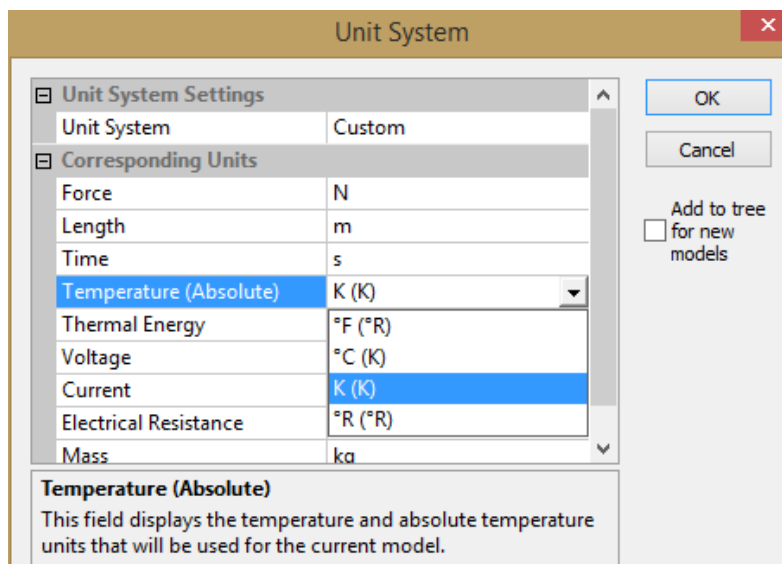 Unit System
Unit System Settings
Unit System Custom
Corresponding Units
Force N
Length m
Time s
Temperature (Absolute) K (K)
Thermal Energy
Voltage
Current
Electrical Resistance
Mass kg
°F (°R)
°C (K)
K (K)
°R (°R)
OK
Cancel
Add to tree
for new
models
Temperature (Absolute)
This field displays the temperature and absolute temperature
units that will be used for the current model.